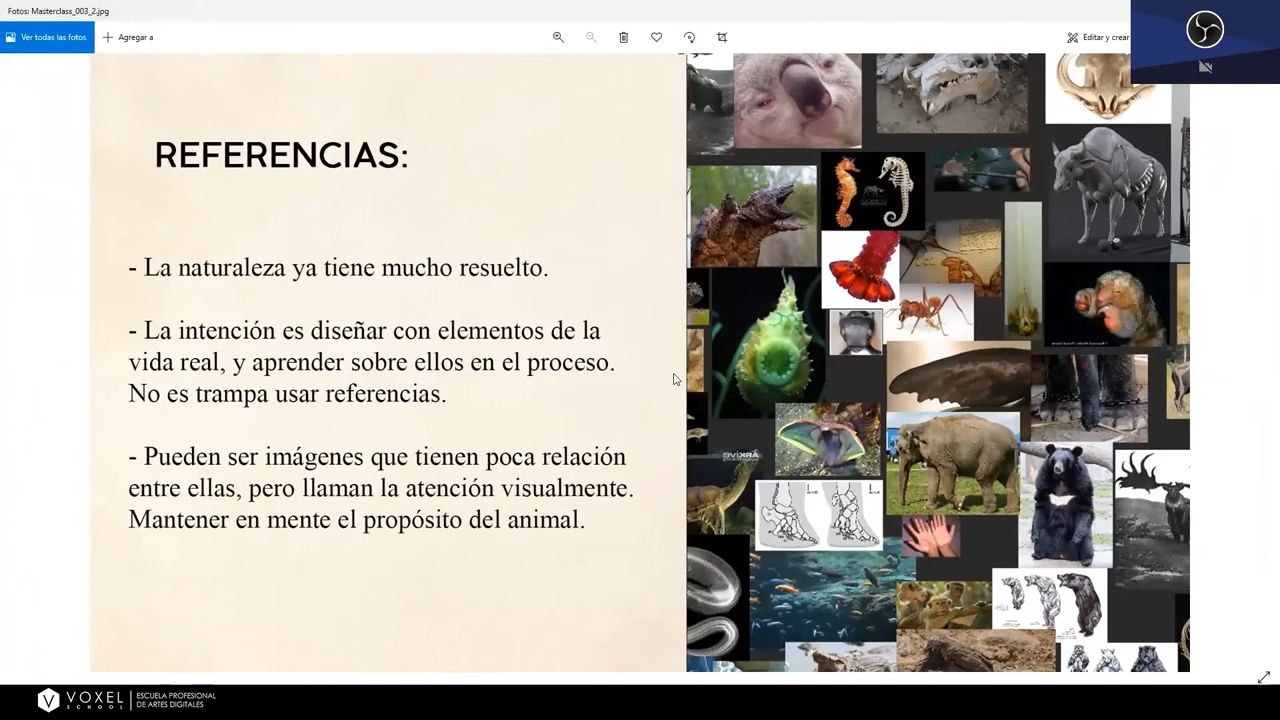 Fotos: Masterclass_003_2.jpg
Ver todas las fotos
Agregar a
Editar y crear
REFERENCIAS:
- La naturaleza ya tiene mucho resuelto.
- La intención es diseñar con elementos de la
vida real, y aprender sobre ellos en el proceso.
No es trampa usar referencias.
- Pueden ser imágenes que tienen poca relación
entre ellas, pero llaman la atención visualmente.
Mantener en mente el propósito del animal.
VOXEL
SCHOOL
ESCUELA PROFESIONAL
DE ARTES DIGITALES